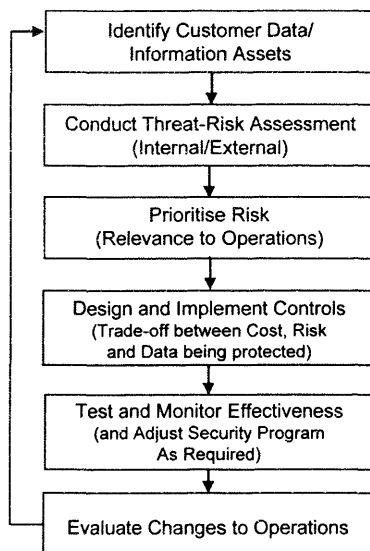 Identify Customer Data/
Information Assets
Conduct Threat-Risk Assessment
(Internal/External)
Prioritise Risk
(Relevance to Operations)
Design and Implement Controls
(Trade-off between Cost, Risk
and Data being protected)
Test and Monitor Effectiveness
(and Adjust Security Program
As Required)
Evaluate Changes to Operations